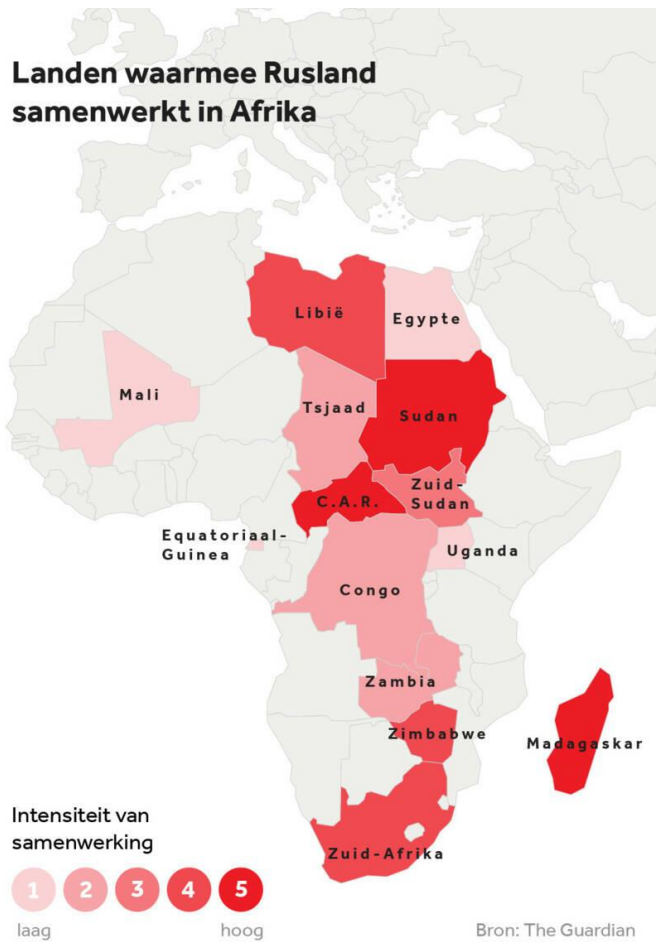 Landen waarmee Rusland
samenwerkt in Afrika
Libië
Egypte
Mali
Tsjaad
Sudan
C.A.R.
Zuid-
Sudan
Equatoriaal-
Guinea
Uganda
Congo
Zambia
Zimbabwe
Madagaskar
Zuid-Afrika
Intensiteit van
samenwerking
1 2 3 4 5
laag hoog
Bron: The Guardian